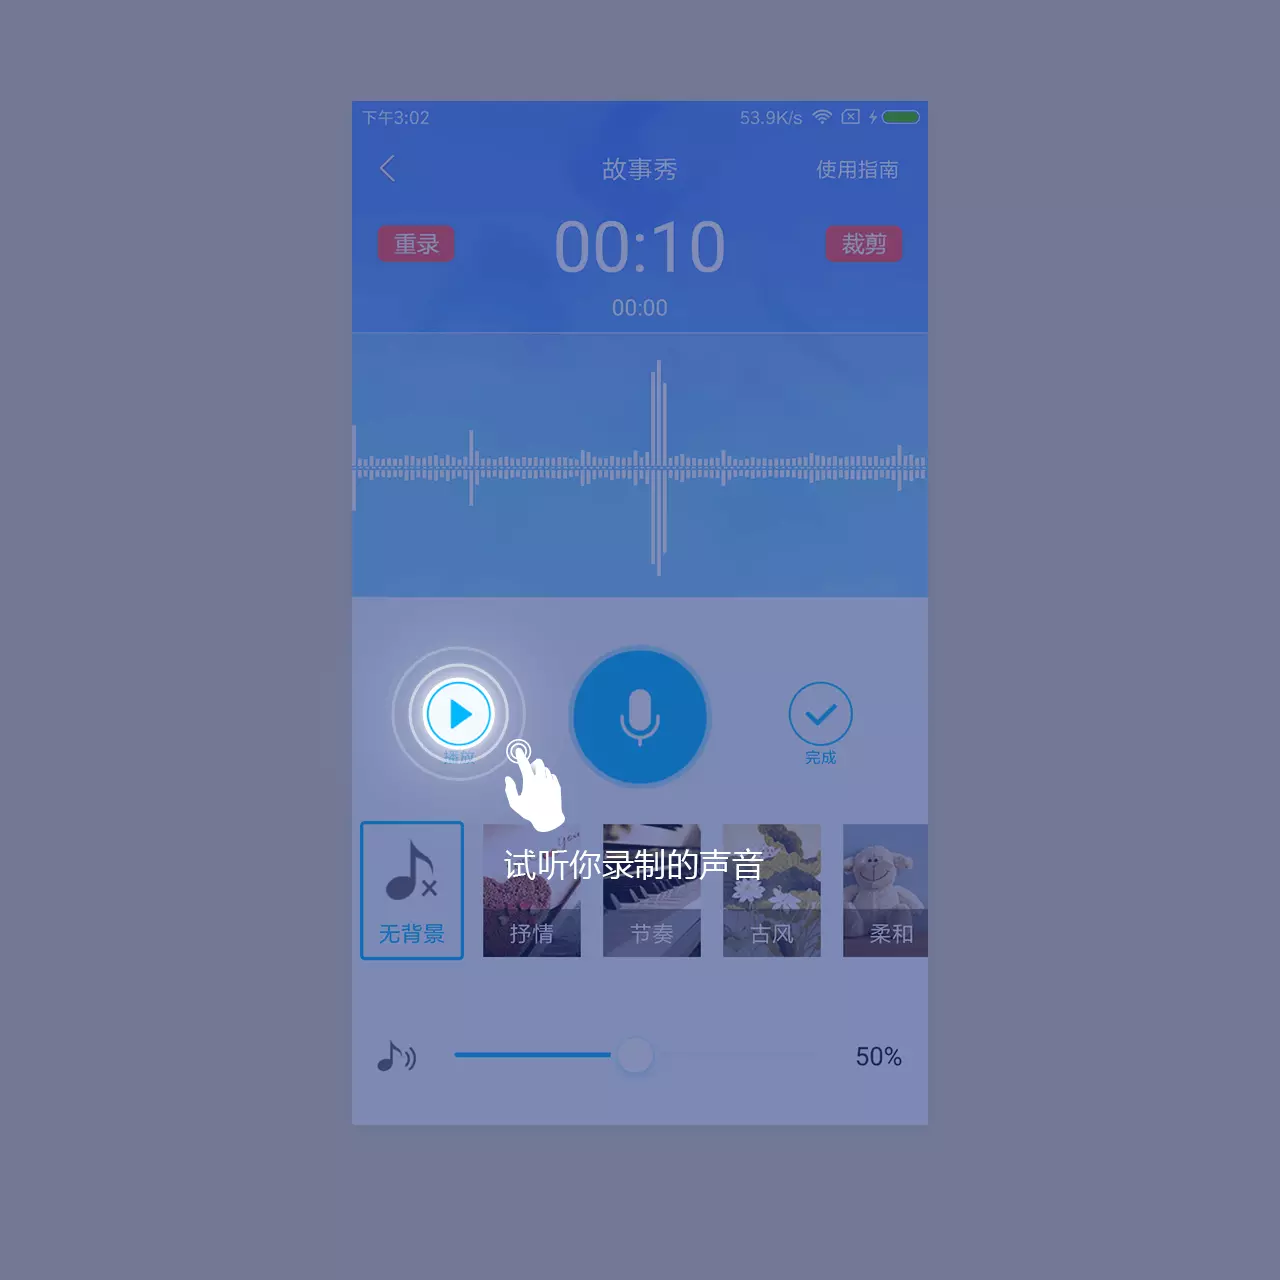 下午3:02 53.9K/s
故事秀 使用指南
重录 00:10 裁剪
00:00
播放 完成
you
试听你录制的声音
无背景 抒情 节奏 古风 柔和
50%